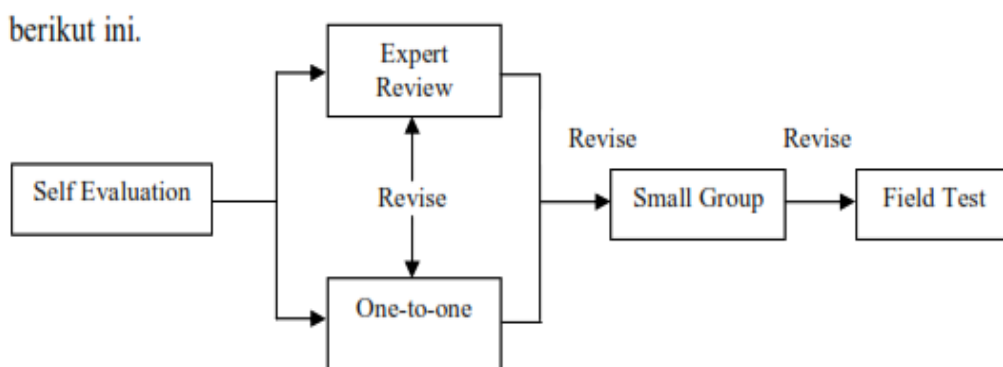 berikut ini.
Expert
Review
Revise
Revise
Self Evaluation
Revise
Small Group
Field Test
One-to-one